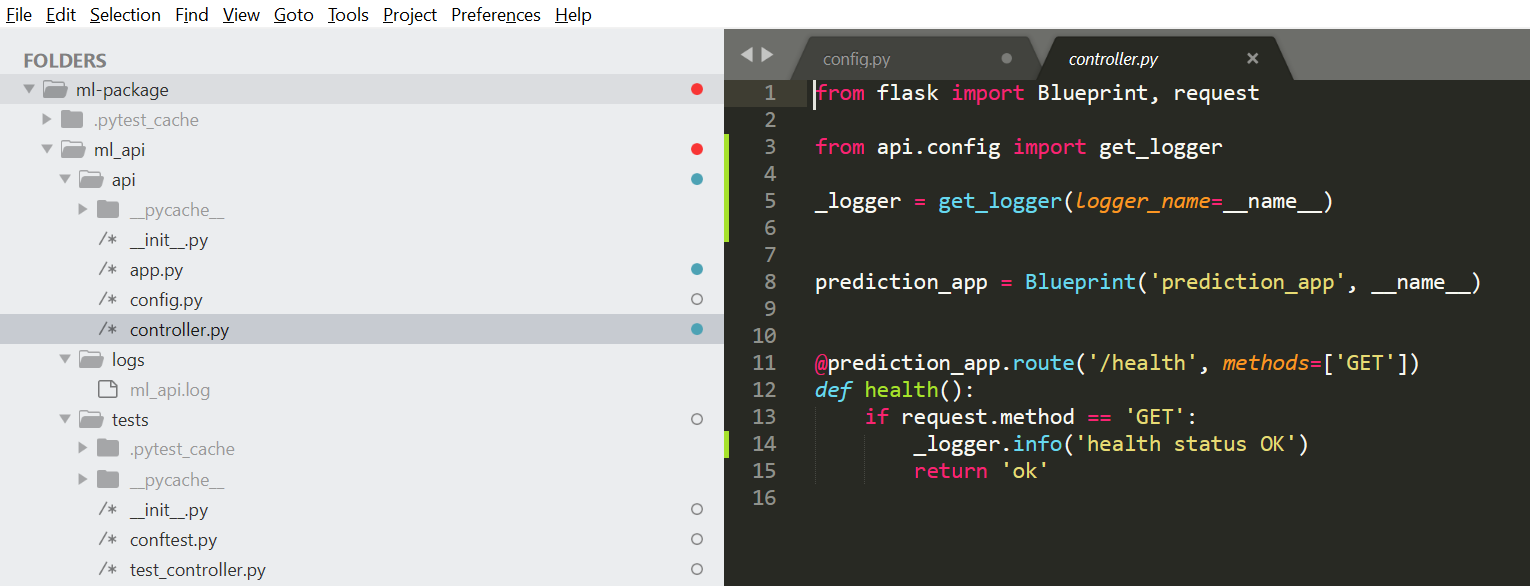 File Edit Selection Find View Goto Tools Project Preferences Help
FOLDERS
ml-package
.pytest_cache
ml_api
api
__pycache__
__init__.py
/* __init__.py
/* app.py
/* config.py
/* controller.py
logs
ml_api.log
tests
.pytest_cache
__pycache__
/* __init__.py
/* conftest.py
/* test_controller.py
config.py controller.py ×
1 from flask import Blueprint, request
2
3 from api.config import get_logger
4
5 _logger = get_logger(logger_name=__name__)
6
7
8 prediction_app = Blueprint('prediction_app', __name__)
9
10
11 @prediction_app.route('/health', methods=['GET'])
12 def health():
13     if request.method == 'GET':
14         _logger.info('health status OK')
15         return 'ok'
16